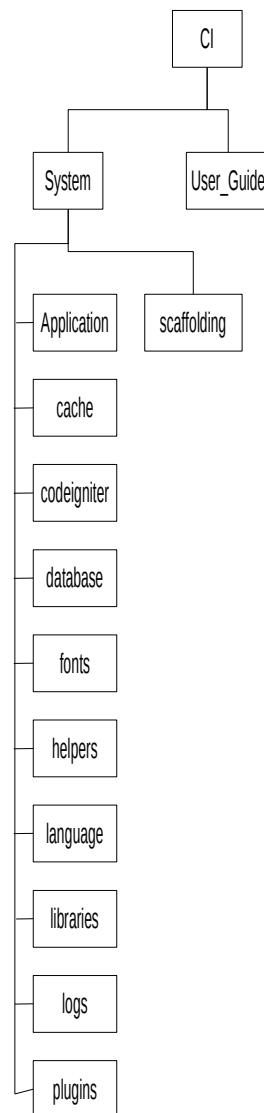 CI
System
User_Guide
Application
scaffolding
cache
codeigniter
database
fonts
helpers
language
libraries
logs
plugins